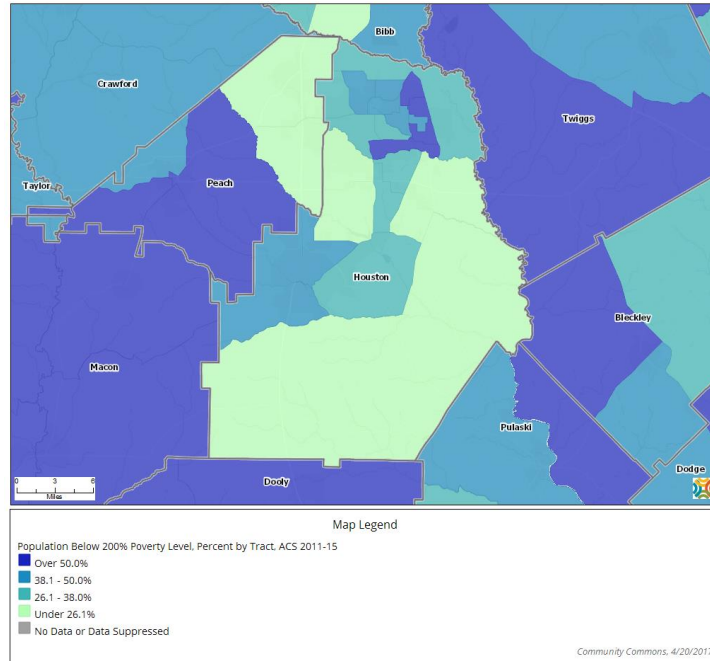 Bibb
Crawford
Twiggs
Taylor
Peach
Houston
Bleckley
Macon
Pulaski
Dooly
Dodge
0 3 6
Miles
Map Legend
Population Below 200% Poverty Level, Percent by Tract, ACS 2011-15
Over 50.0%
38.1 - 50.0%
26.1 - 38.0%
Under 26.1%
No Data or Data Suppressed
Community Commons, 4/20/2017